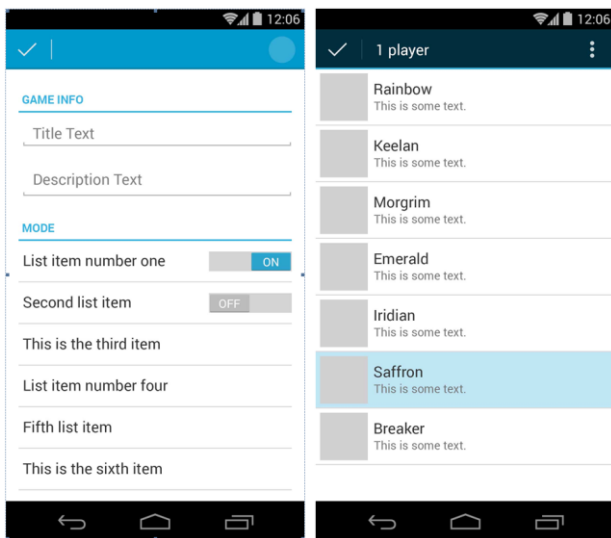 12:06
GAME INFO
Title Text
Description Text
MODE
List item number one
ON
Second list item
OFF
This is the third item
List item number four
Fifth list item
This is the sixth item
12:06
1 player
Rainbow
This is some text.
Keelan
This is some text.
Morgrim
This is some text.
Emerald
This is some text.
Iridian
This is some text.
Saffron
This is some text.
Breaker
This is some text.